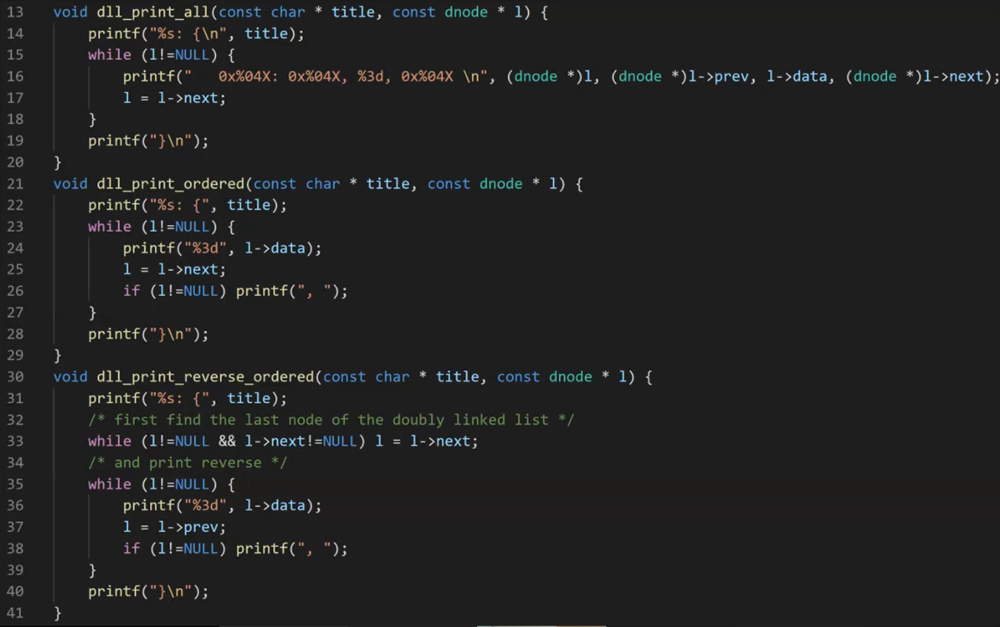 13 void dll_print_all(const char * title, const dnode * l) {
14     printf("%s: {\n", title);
15     while (l!=NULL) {
16         printf("   0x%04X: 0x%04X, %3d, 0x%04X \n", (dnode *)l, (dnode *)l->prev, l->data, (dnode *)l->next);
17         l = l->next;
18     }
19     printf("}\n");
20 }
21 void dll_print_ordered(const char * title, const dnode * l) {
22     printf("%s: {", title);
23     while (l!=NULL) {
24         printf("%3d", l->data);
25         l = l->next;
26         if (l!=NULL) printf(", ");
27     }
28     printf("}\n");
29 }
30 void dll_print_reverse_ordered(const char * title, const dnode * l) {
31     printf("%s: {", title);
32     /* first find the last node of the doubly linked list */
33     while (l!=NULL && l->next!=NULL) l = l->next;
34     /* and print reverse */
35     while (l!=NULL) {
36         printf("%3d", l->data);
37         l = l->prev;
38         if (l!=NULL) printf(", ");
39     }
40     printf("}\n");
41 }